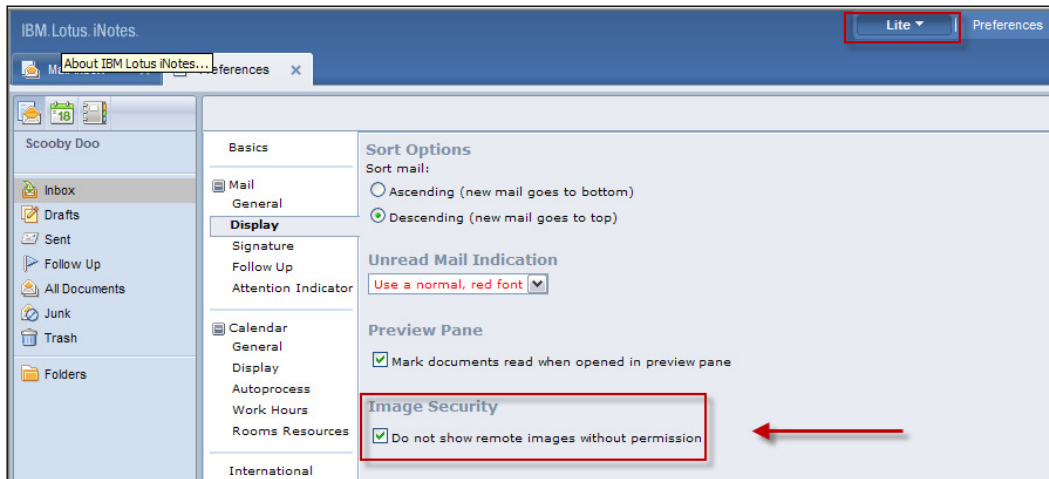 IBM.Lotus.iNotes.
Lite
Preferences
About IBM Lotus iNotes...
eferences
18
Scooby Doo
Inbox
Drafts
Sent
Follow Up
All Documents
Junk
Trash
Folders
Basics
Mail
General
Display
Signature
Follow Up
Attention Indicator
Calendar
General
Display
Autoprocess
Work Hours
Rooms Resources
International
Sort Options
Sort mail:
Ascending (new mail goes to bottom)
Descending (new mail goes to top)
Unread Mail Indication
Use a normal, red font
Preview Pane
Mark documents read when opened in preview pane
Image Security
Do not show remote images without permission